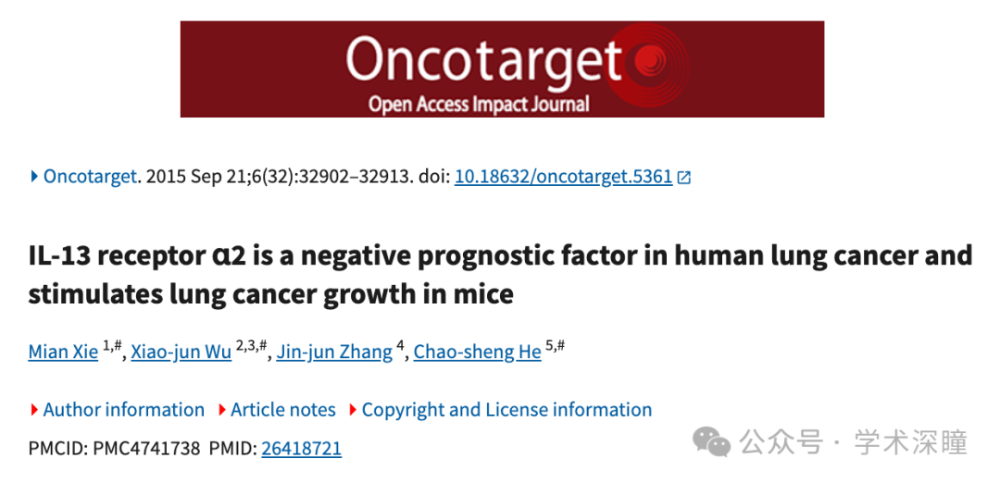 Oncotarget
Open Access Impact Journal
Oncotarget. 2015 Sep 21;6(32):32902–32913. doi: 10.18632/oncotarget.5361
IL-13 receptor α2 is a negative prognostic factor in human lung cancer and
stimulates lung cancer growth in mice
Mian Xie 1,#, Xiao-jun Wu 2,3,#, Jin-jun Zhang 4, Chao-sheng He 5,#
Author information Article notes Copyright and License information
PMCID: PMC4741738 PMID: 26418721
公众号 · 学术深瞳